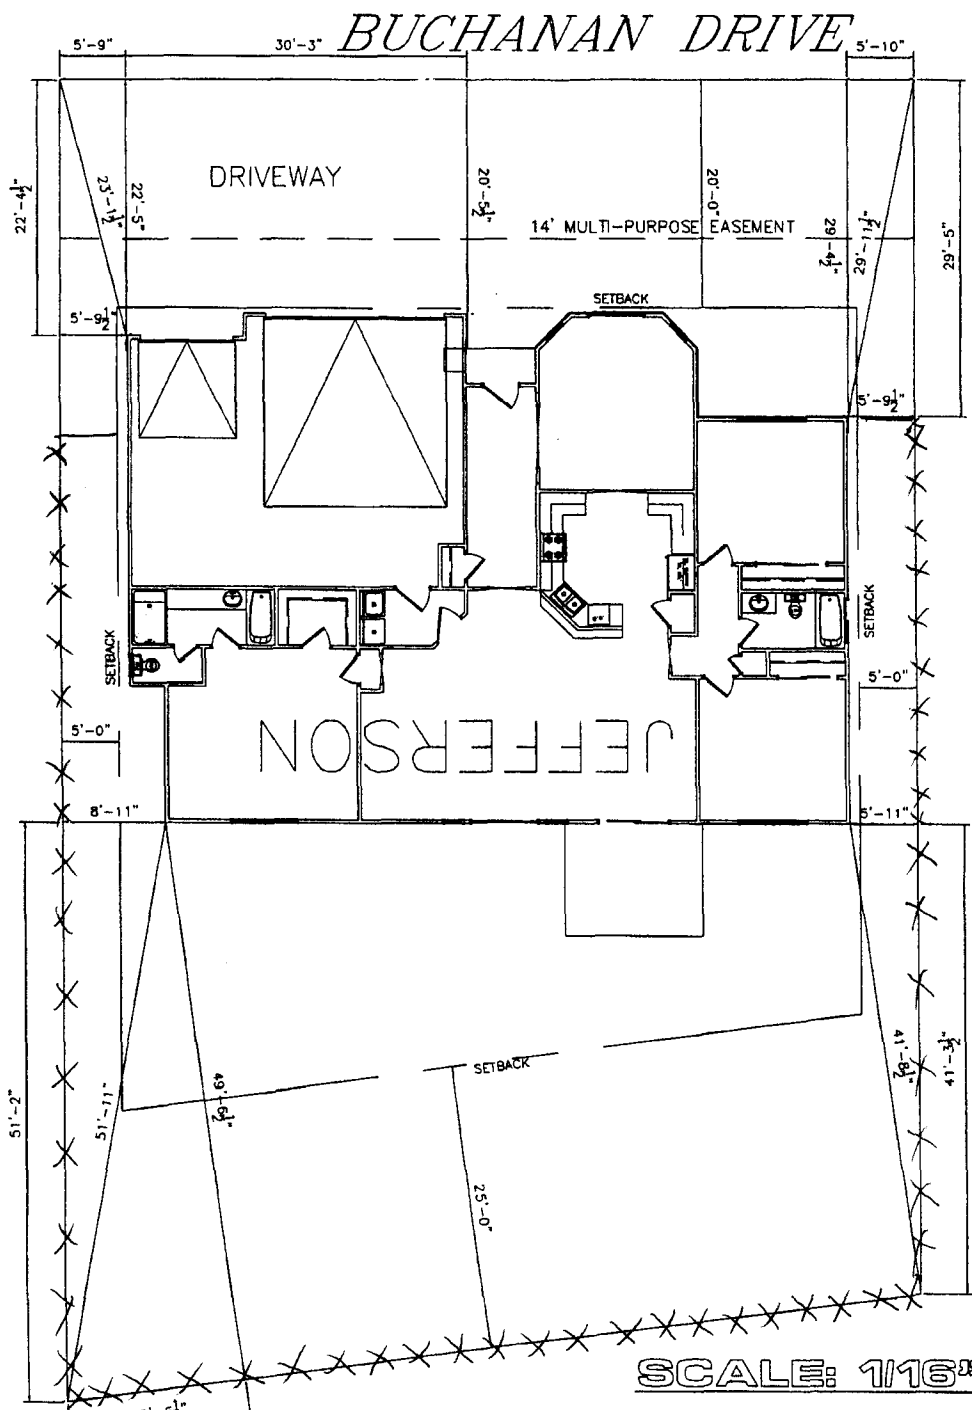 BUCHANAN DRIVE
5'-9"
30'-3"
5'-10"
22'-4½"
23'-1½"
22'-5"
DRIVEWAY
20'-5½"
20'-0"
14' MULTI-PURPOSE EASEMENT
29'-4½"
29'-11½"
29'-5"
SETBACK
5'-9½"
5'-9½"
SETBACK
SETBACK
5'-0"
5'-0"
JEFFERSON
8'-11"
5'-11"
51'-2"
51'-11"
49'-6½"
SETBACK
25'-0"
41'-8½"
41'-3½"
SCALE: 1/16"